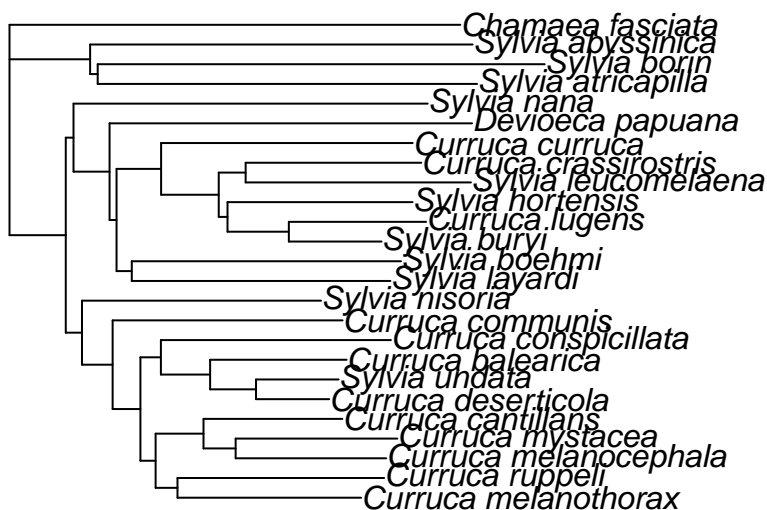 Chamaea fasciata
Sylvia abyssinica
Sylvia borin
Sylvia atricapilla
Sylvia nana
Devioeca papuana
Curruca curruca
Curruca crassirostris
Sylvia leucomelaena
Sylvia hortensis
Curruca lugens
Sylvia buryi
Sylvia boehmi
Sylvia layardi
Sylvia nisoria
Curruca communis
Curruca conspicillata
Curruca balearica
Sylvia undata
Curruca deserticola
Curruca cantillans
Curruca mystacea
Curruca melanocephala
Curruca ruppeli
Curruca melanothorax